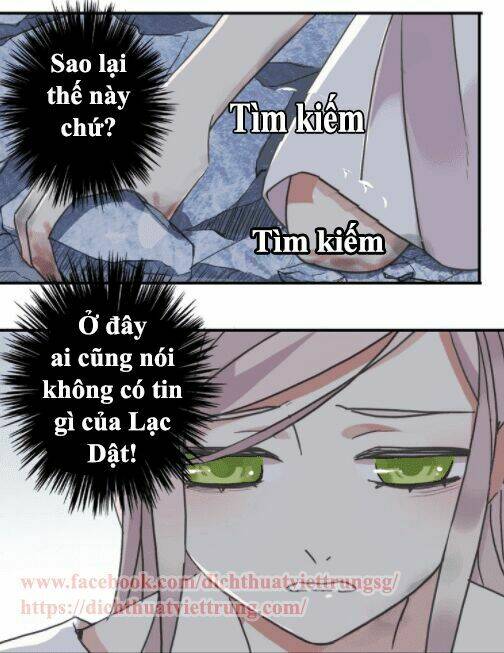 Sao lại
thế này
chứ?
Tìm kiếm
Tìm kiếm
Ở đây
ai cũng nói
không có tin
gì của Lạc
Dật!
www.facebook.com/dichthuatviettrungsg/
https://dichthuatviettrung.com/